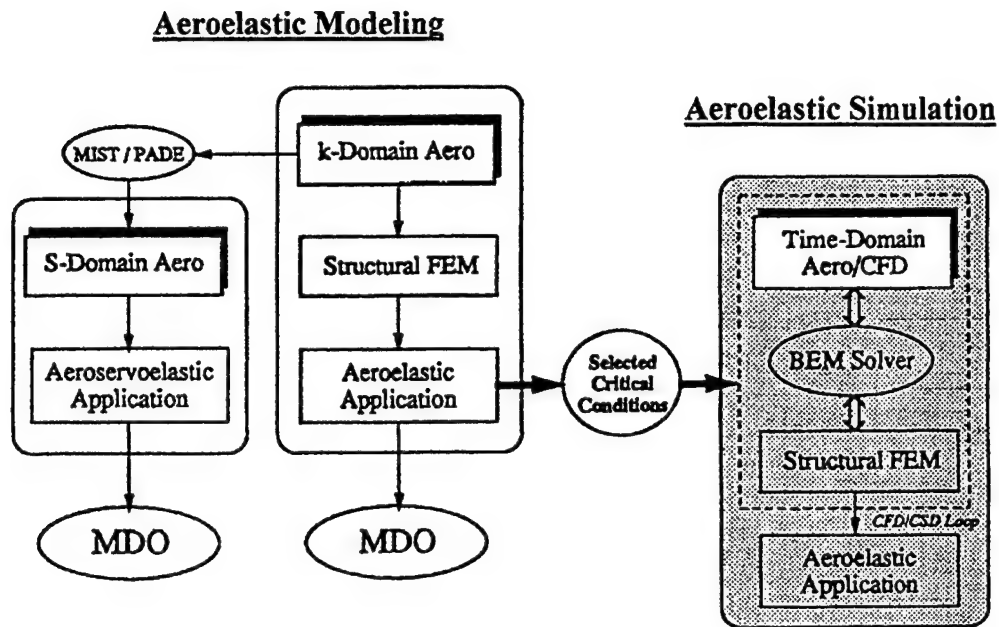 Aeroelastic Modeling
MIST / PADE
S-Domain Aero
Aeroservoelastic
Application
MDO
k-Domain Aero
Structural FEM
Aeroelastic
Application
MDO
Selected
Critical
Conditions
Aeroelastic Simulation
Time-Domain
Aero/CFD
BEM Solver
Structural FEM
CFD/CSD Loop
Aeroelastic
Application